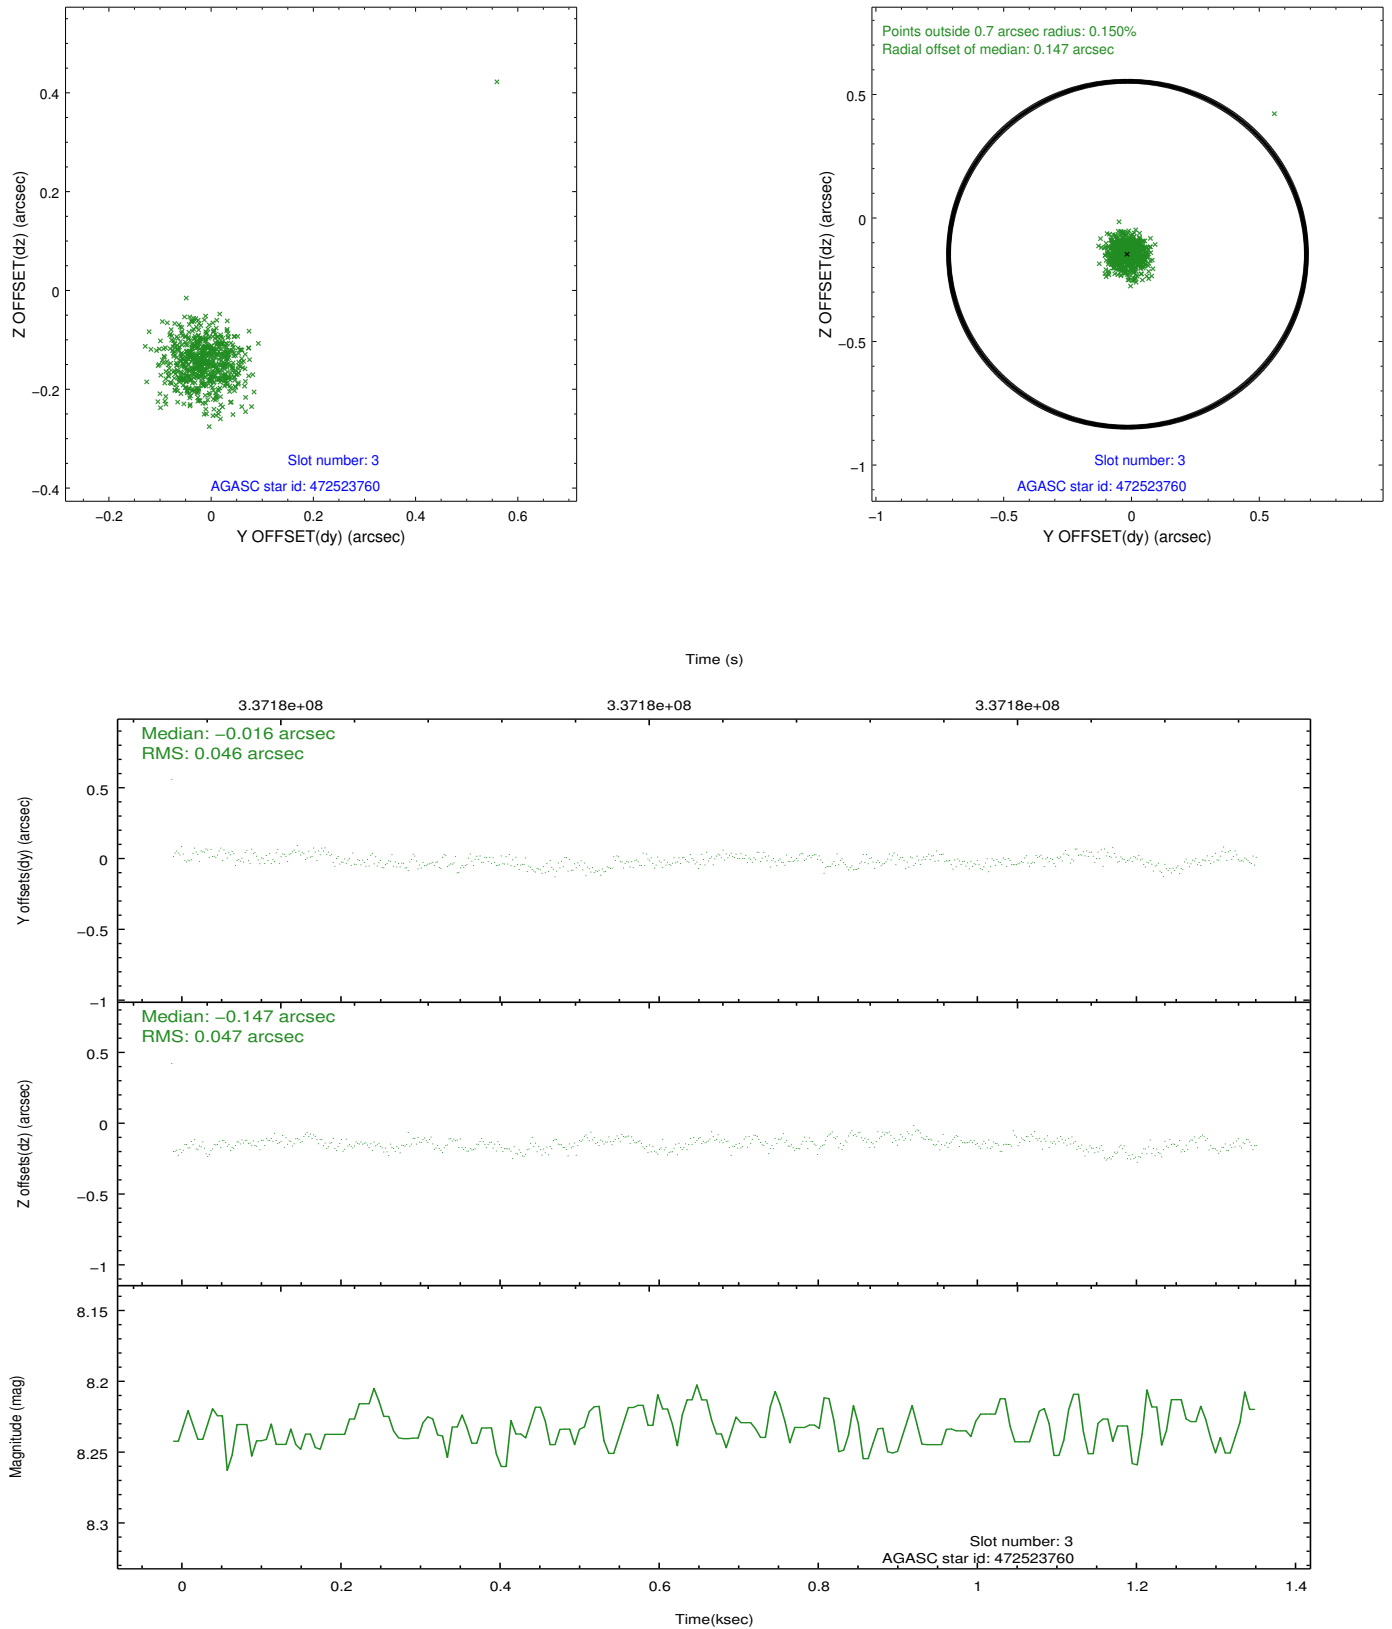 0.4
0.2
0
−0.2
−0.4
−0.2
0
0.2
0.4
0.6
Z OFFSET(dz) (arcsec)
Y OFFSET(dy) (arcsec)
Slot number: 3
AGASC star id: 472523760
Points outside 0.7 arcsec radius: 0.150%
Radial offset of median: 0.147 arcsec
0.5
0
−0.5
−1
−1
−0.5
0
0.5
Z OFFSET(dz) (arcsec)
Y OFFSET(dy) (arcsec)
Slot number: 3
AGASC star id: 472523760
Time (s)
3.3718e+08
3.3718e+08
3.3718e+08
Median: −0.016 arcsec
RMS: 0.046 arcsec
0.5
0
−0.5
−1
Y offsets(dy) (arcsec)
Median: −0.147 arcsec
RMS: 0.047 arcsec
0.5
0
−0.5
−1
Z offsets(dz) (arcsec)
8.15
8.2
8.25
8.3
Magnitude (mag)
Slot number: 3
AGASC star id: 472523760
0
0.2
0.4
0.6
0.8
1
1.2
1.4
Time(ksec)